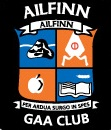 AILFINN
AILFINN
PER ARDUA SURGO IN SPES
GAA CLUB